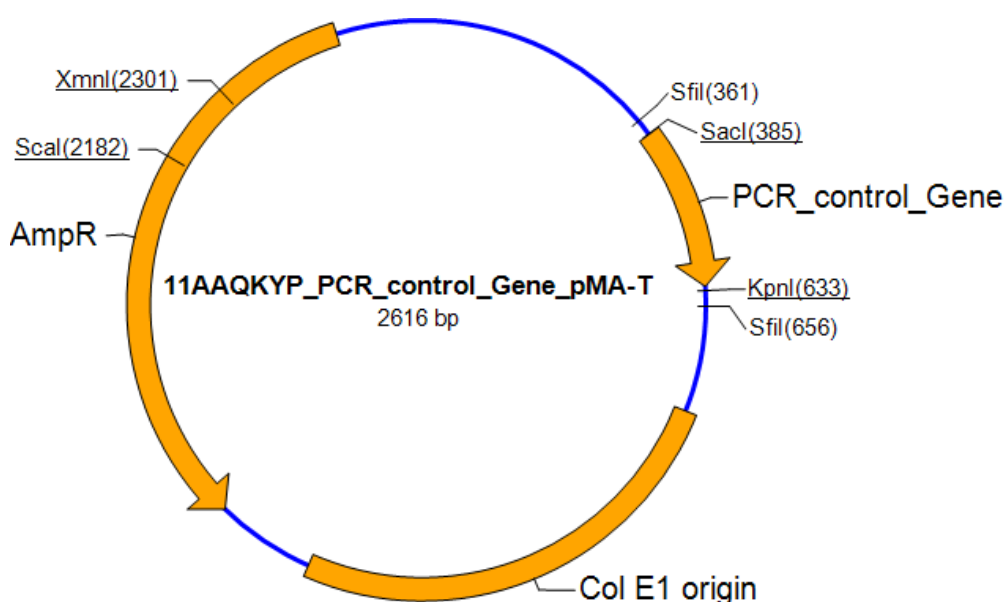 XmnI(2301)
SfiI(361)
ScaI(2182)
SacI(385)
PCR_control_Gene
AmpR
11AAQKYP_PCR_control_Gene_pMA-T
KpnI(633)
2616 bp
SfiI(656)
Col E1 origin